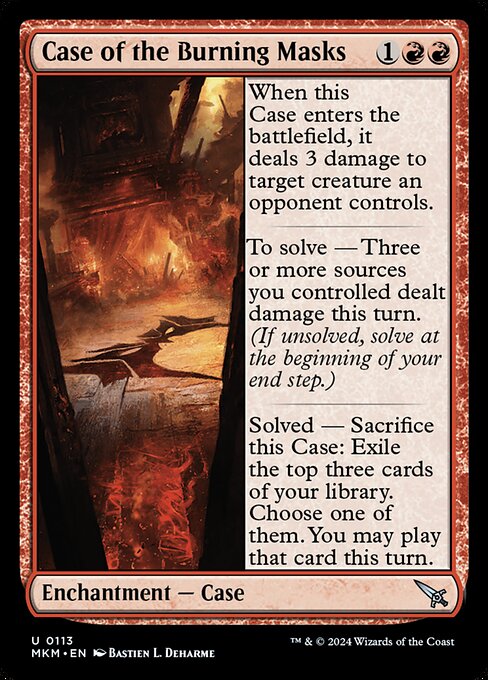 Case of the Burning Masks 1
When this
Case enters the
battlefield, it
deals 3 damage to
target creature an
opponent controls.
To solve — Three
or more sources
you controlled dealt
damage this turn.
(If unsolved, solve at
the beginning of your
end step.)
Solved — Sacrifice
this Case: Exile
the top three cards
of your library.
Choose one of
them. You may play
that card this turn.
Enchantment — Case
U 0113
MKM • EN Bastien L. Deharme
™ & © 2024 Wizards of the Coast